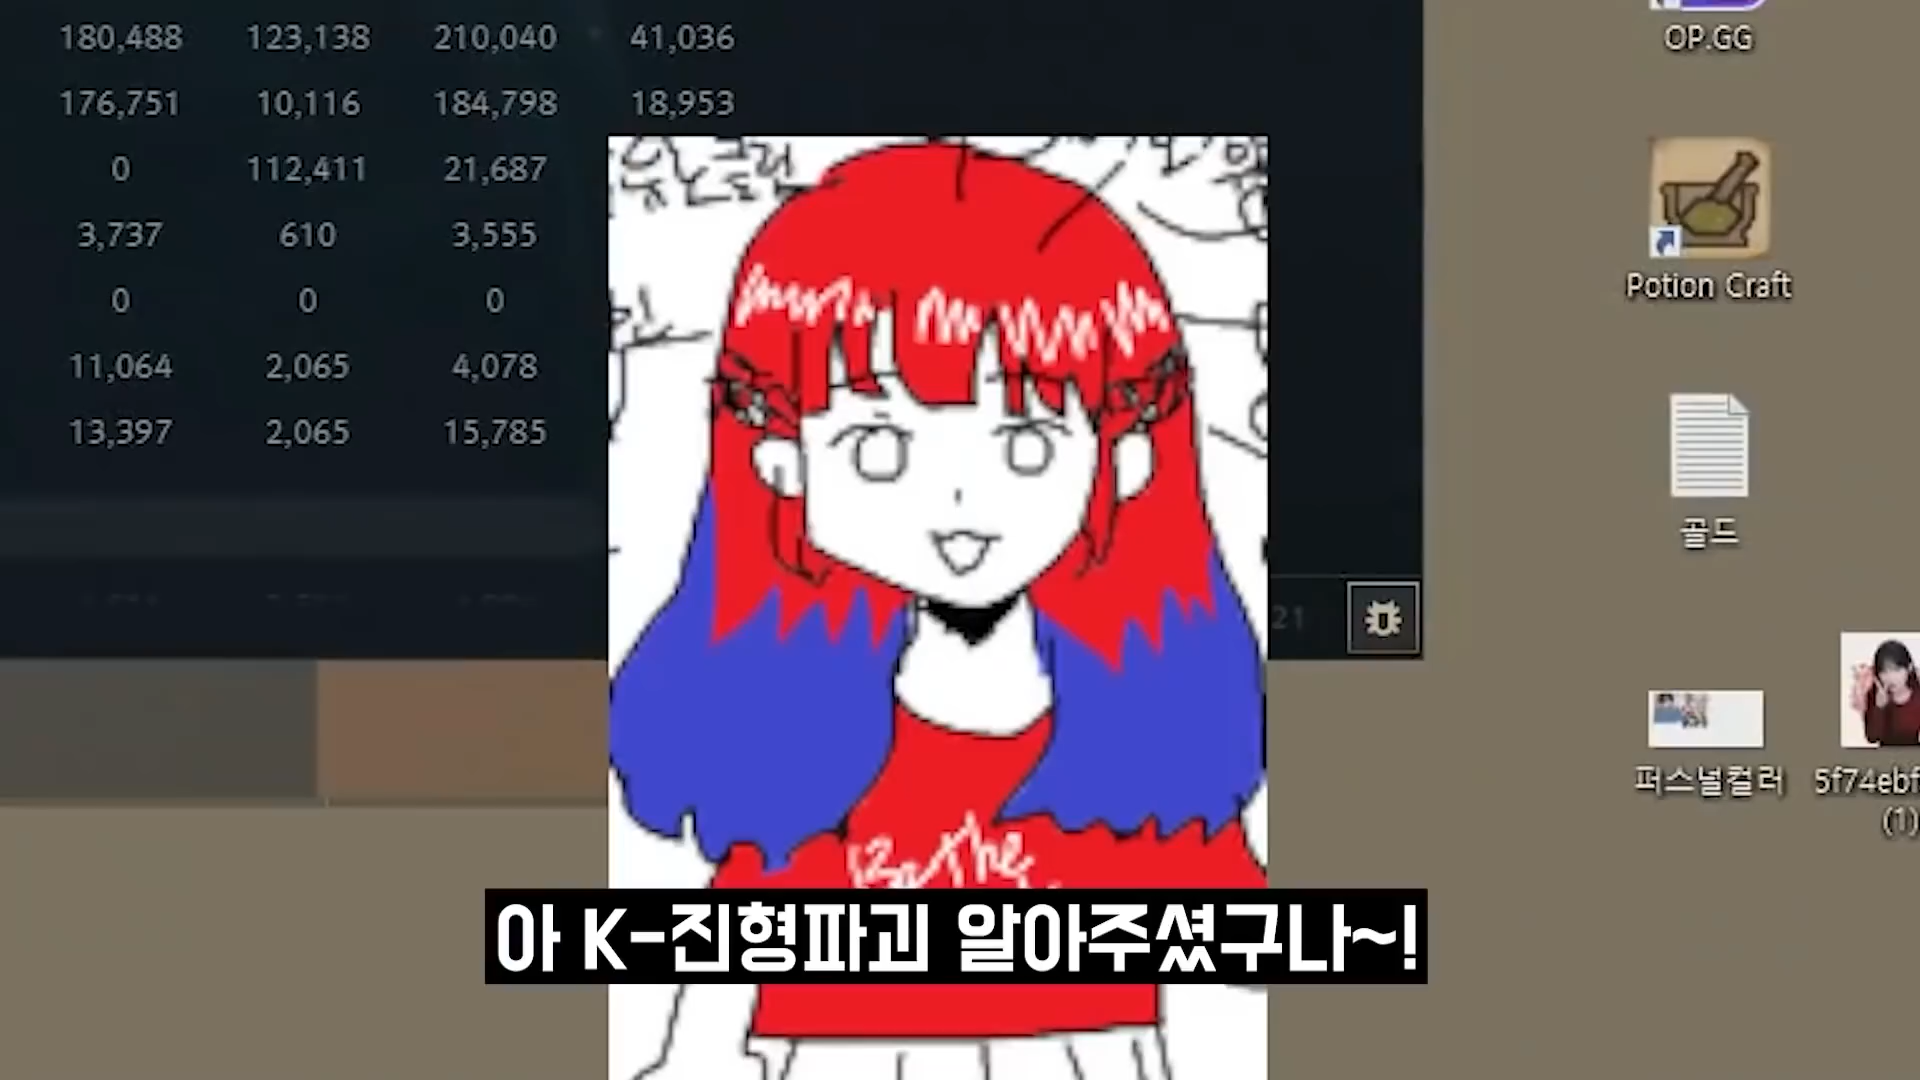 180,488 123,138 210,040 41,036
176,751 10,116 184,798 18,953
0 112,411 21,687
3,737 610 3,555
0 0 0
11,064 2,065 4,078
13,397 2,065 15,785
21
OP.GG
Potion Craft
골드
퍼스널컬러
5f74ebf
(1)
Be the
아 K-진형파괴 알아주셨구나~!